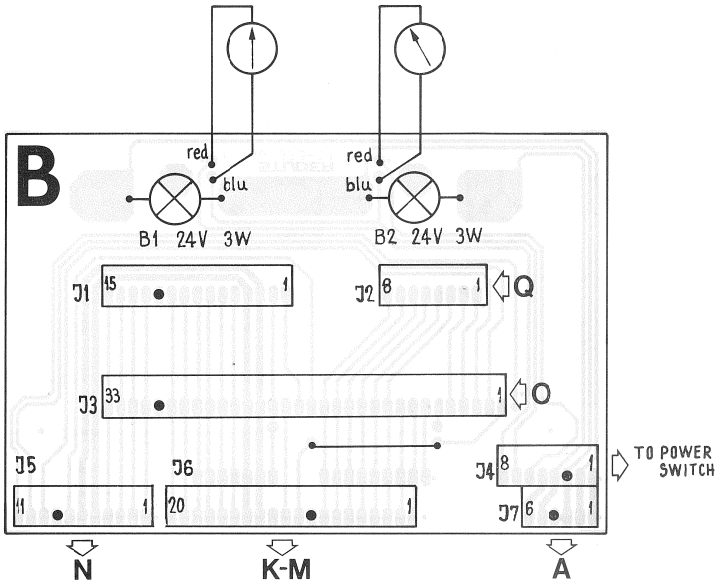 B
red
blu
red
blu
B1 24V 3W
B2 24V 3W
J1 15 1
J2 8 1
Q
J3 33 1
O
J4 8 1
TO POWER
SWITCH
J5
11 1
J6
20 1
J7 6 1
N
K-M
A